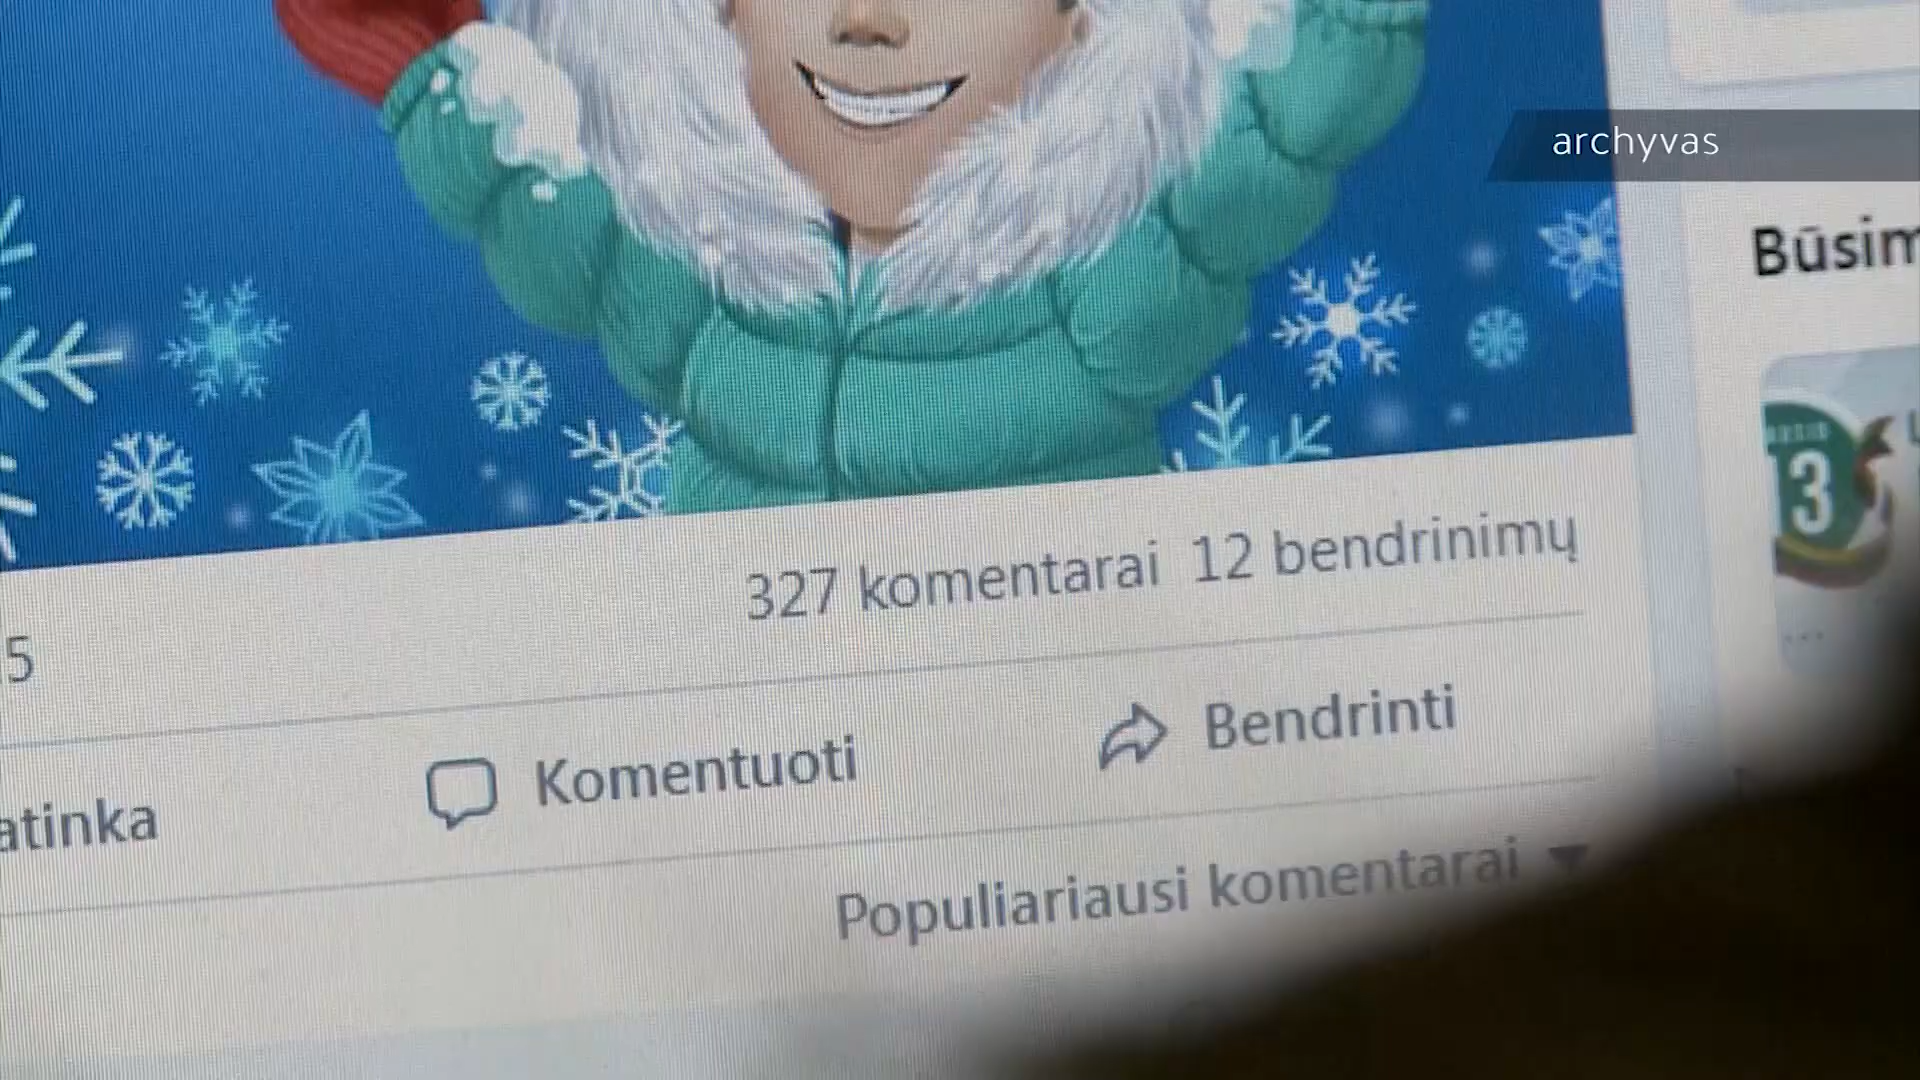 archyvas
Būsim
13
327 komentarai 12 bendrinimų
5
atinka
Komentuoti
Bendrinti
Populiariausi komentarai